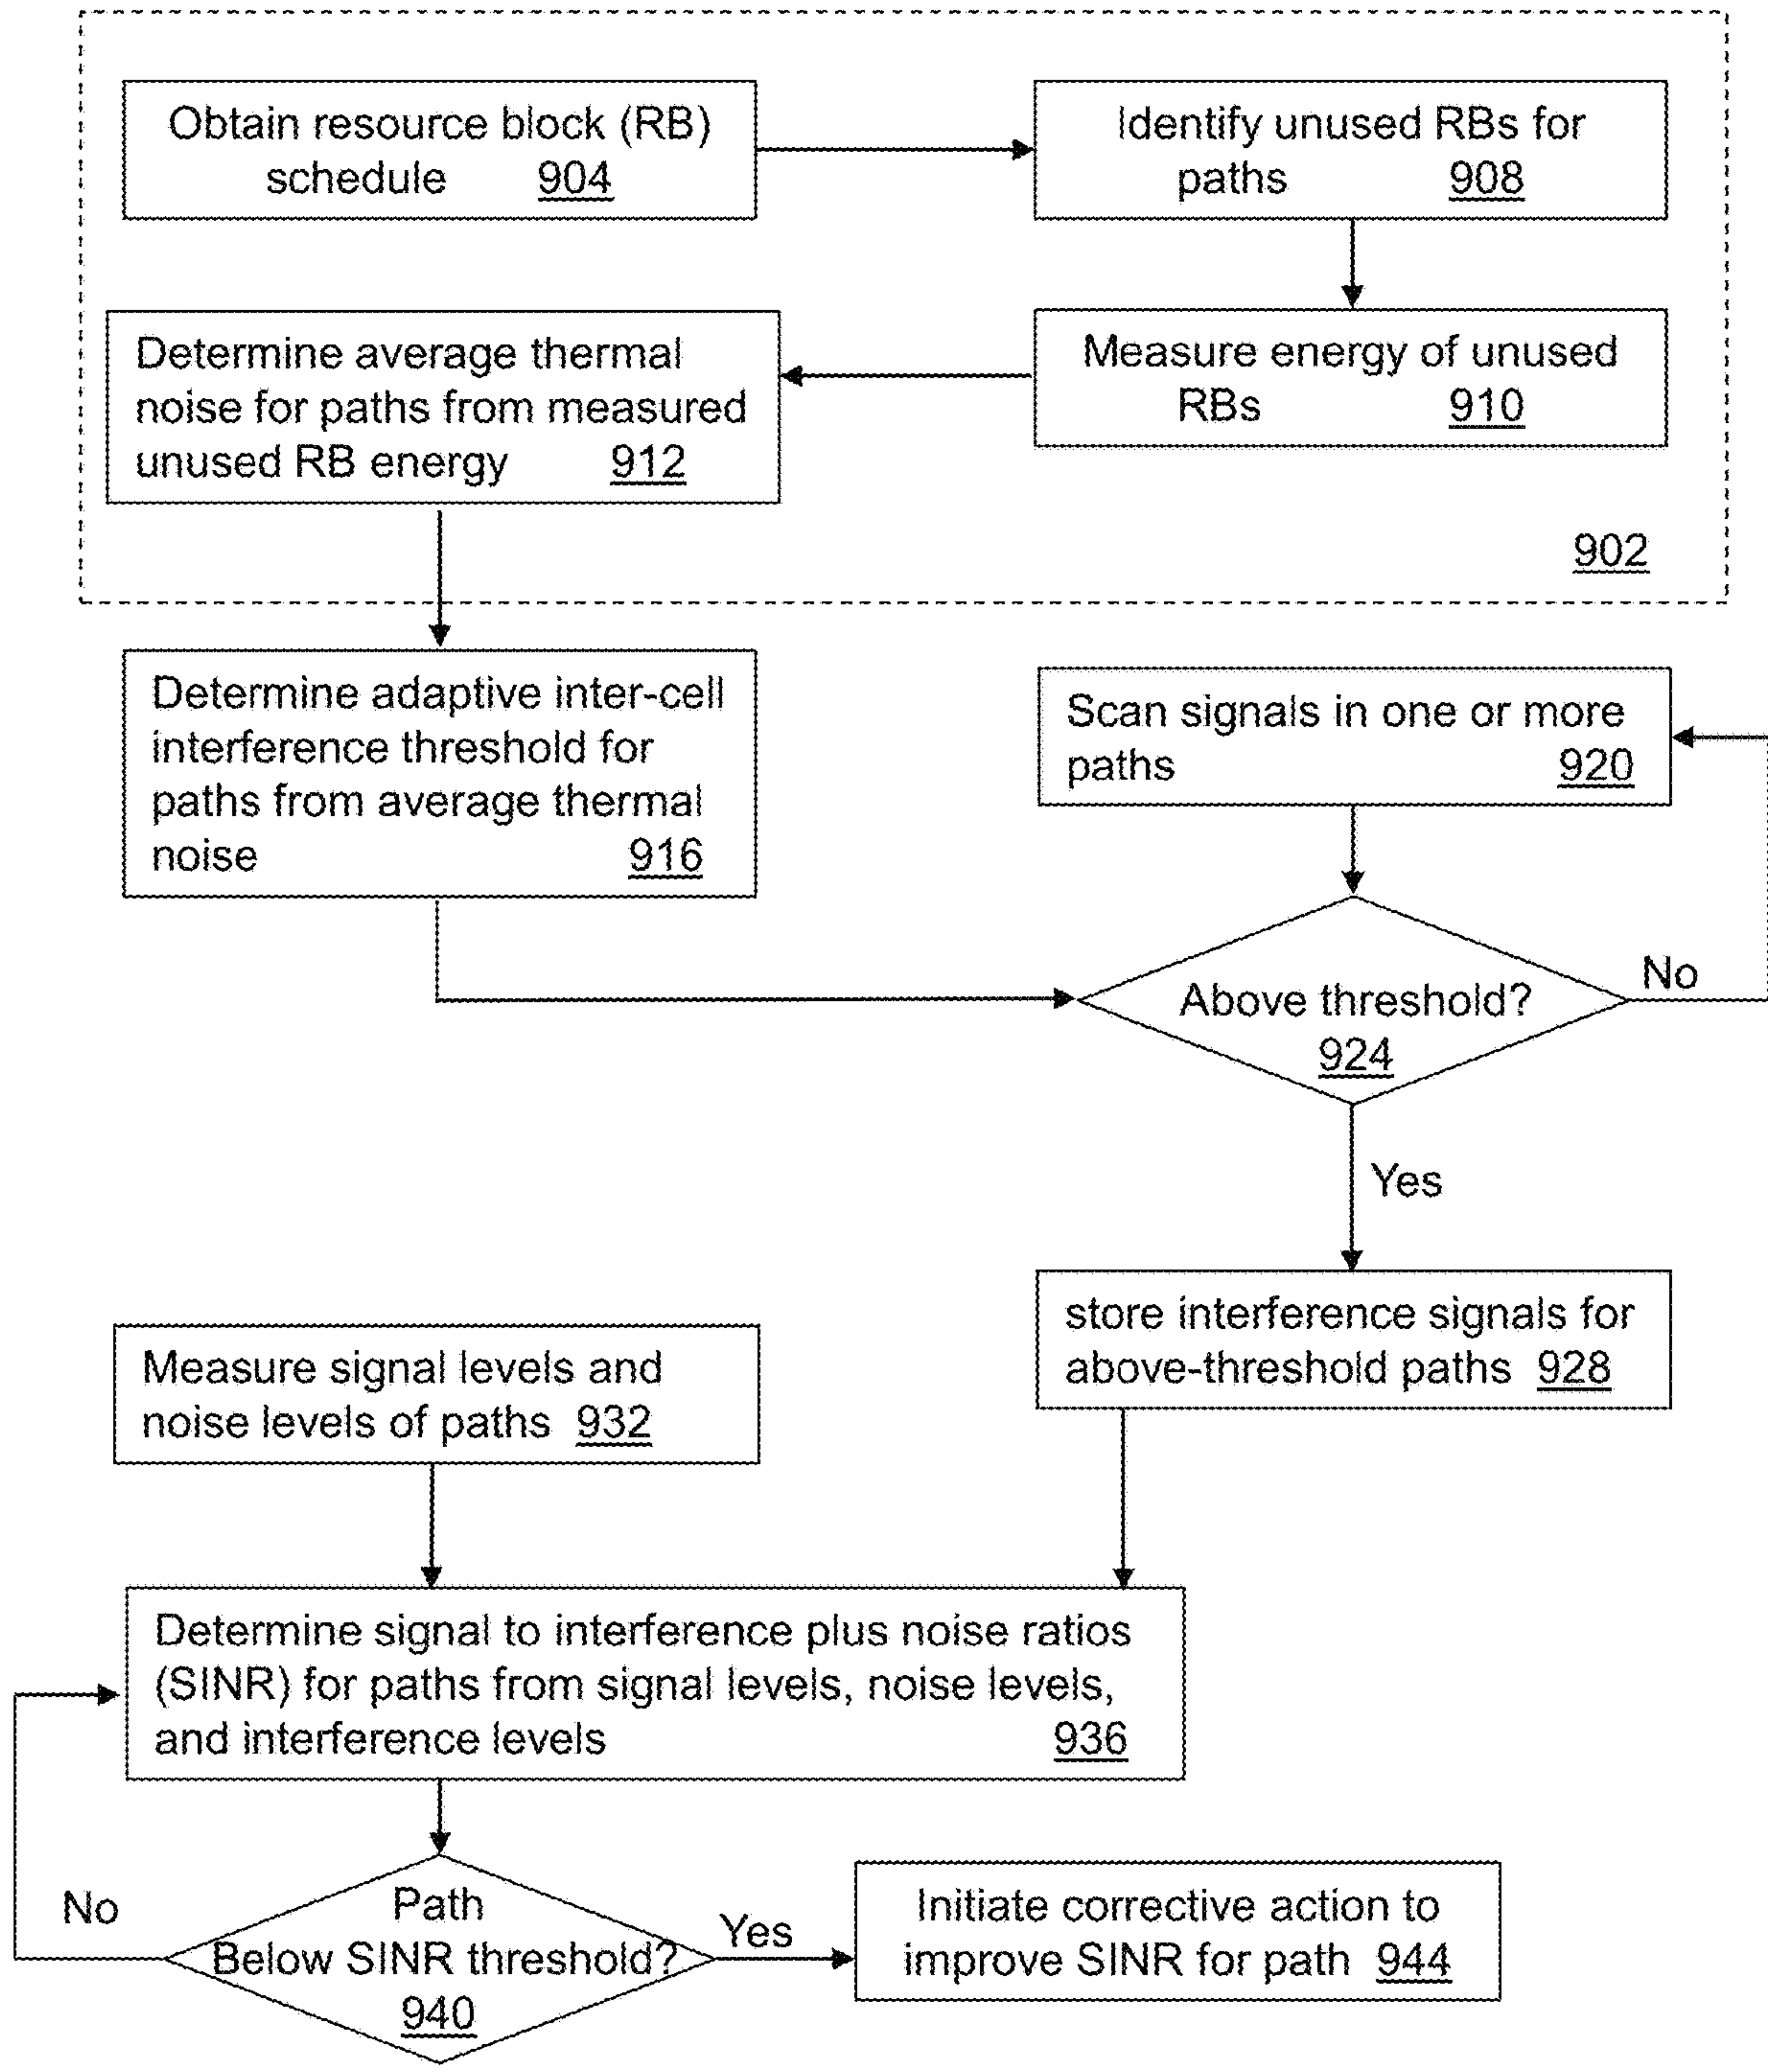 Obtain resource block (RB)
schedule 904
Identify unused RBs for
paths 908
Determine average thermal
noise for paths from measured
unused RB energy 912
Measure energy of unused
RBs 910
902
Determine adaptive inter-cell
interference threshold for
paths from average thermal
noise 916
Scan signals in one or more
paths 920
Above threshold?
924
No
Yes
store interference signals for
above-threshold paths 928
Measure signal levels and
noise levels of paths 932
Determine signal to interference plus noise ratios
(SINR) for paths from signal levels, noise levels,
and interference levels 936
No
Path
Below SINR threshold?
940
Yes
Initiate corrective action to
improve SINR for path 944